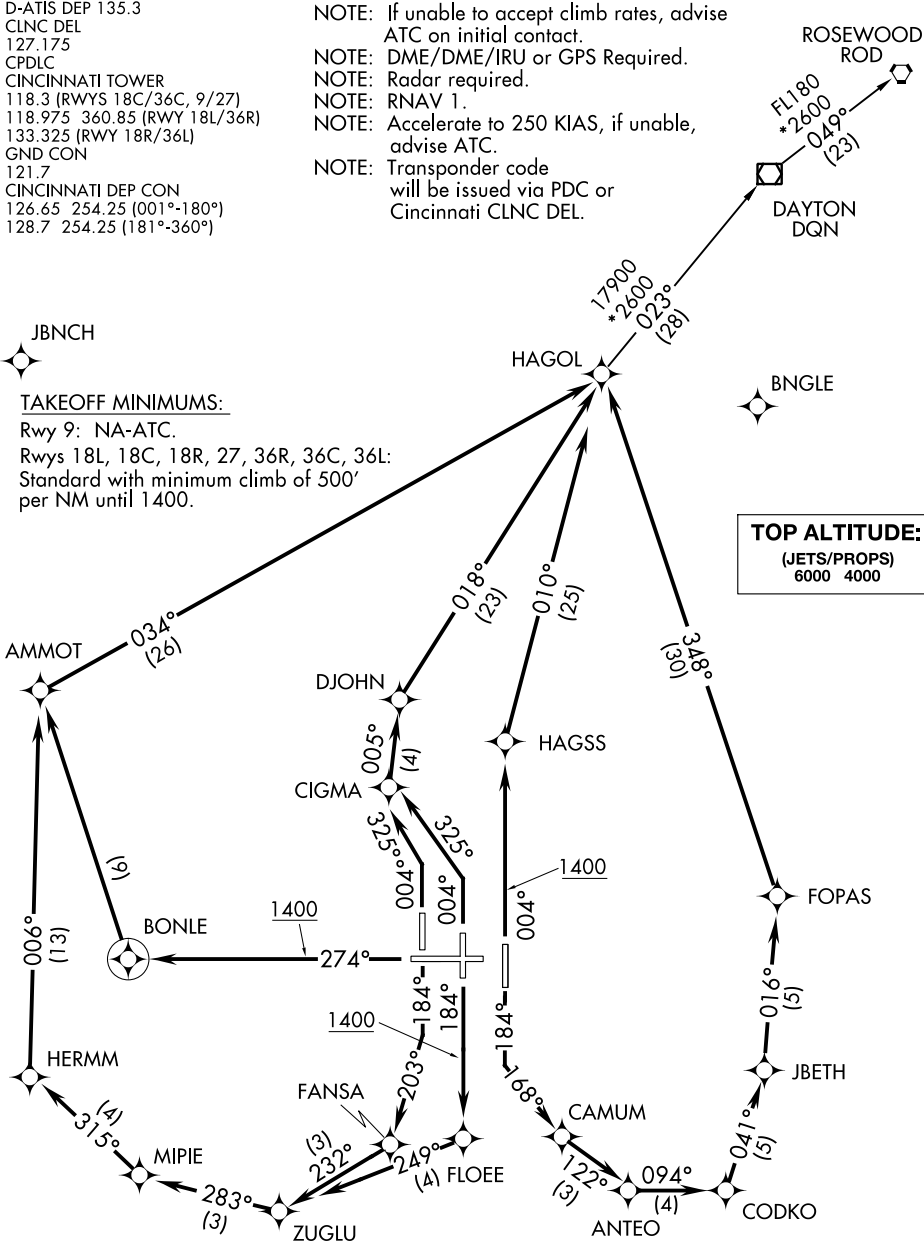 D-ATIS DEP 135.3
CLNC DEL
127.175
CPDLC
CINCINNATI TOWER
118.3 (RWYS 18C/36C, 9/27)
118.975 360.85 (RWY 18L/36R)
133.325 (RWY 18R/36L)
GND CON
121.7
CINCINNATI DEP CON
126.65 254.25 (001°-180°)
128.7 254.25 (181°-360°)
NOTE: If unable to accept climb rates, advise
ATC on initial contact.
NOTE: DME/DME/IRU or GPS Required.
NOTE: Radar required.
NOTE: RNAV 1.
NOTE: Accelerate to 250 KIAS, if unable,
advise ATC.
NOTE: Transponder code
will be issued via PDC or
Cincinnati CLNC DEL.
ROSEWOOD
ROD
FL180
*2600
049°
(23)
DAYTON
DQN
17900
*2600
023°
(28)
JBNCH
HAGOL
BNGLE
TAKEOFF MINIMUMS:
Rwy 9: NA-ATC.
Rwys 18L, 18C, 18R, 27, 36R, 36C, 36L:
Standard with minimum climb of 500'
per NM until 1400.
TOP ALTITUDE:
(JETS/PROPS)
6000 4000
018°
(23)
010°
(25)
034°
(26)
348°
(30)
AMMOT
DJOHN
HAGSS
005°
(4)
CIGMA
325°
325°
004°
004°
004°
1400
(9)
FOPAS
006°
(13)
BONLE
1400
274°
184°
184°
184°
016°
(5)
1400
HERMM
203°
168°
JBETH
FANSA
CAMUM
(4)
315°
(3)
232°
249°
(4)
FLOEE
122°
(3)
094°
(4)
041°
(5)
MIPIE
283°
(3)
ZUGLU
ANTEO
CODKO